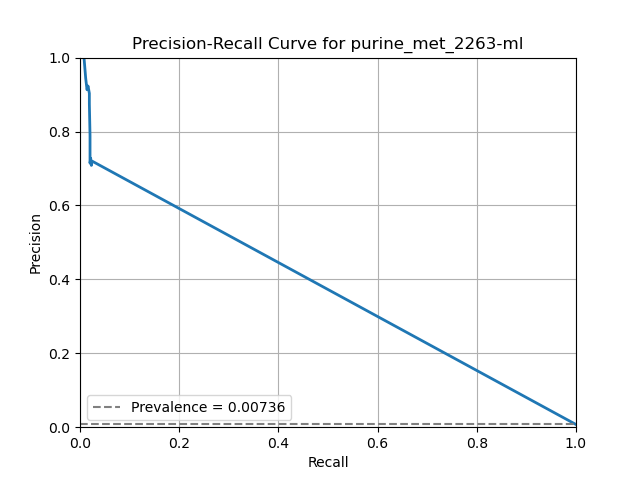 Precision-Recall Curve for purine_met_2263-ml
1.0
0.8
0.6
0.4
0.2
0.0
Precision
Prevalence = 0.00736
0.0 0.2 0.4 0.6 0.8 1.0
Recall